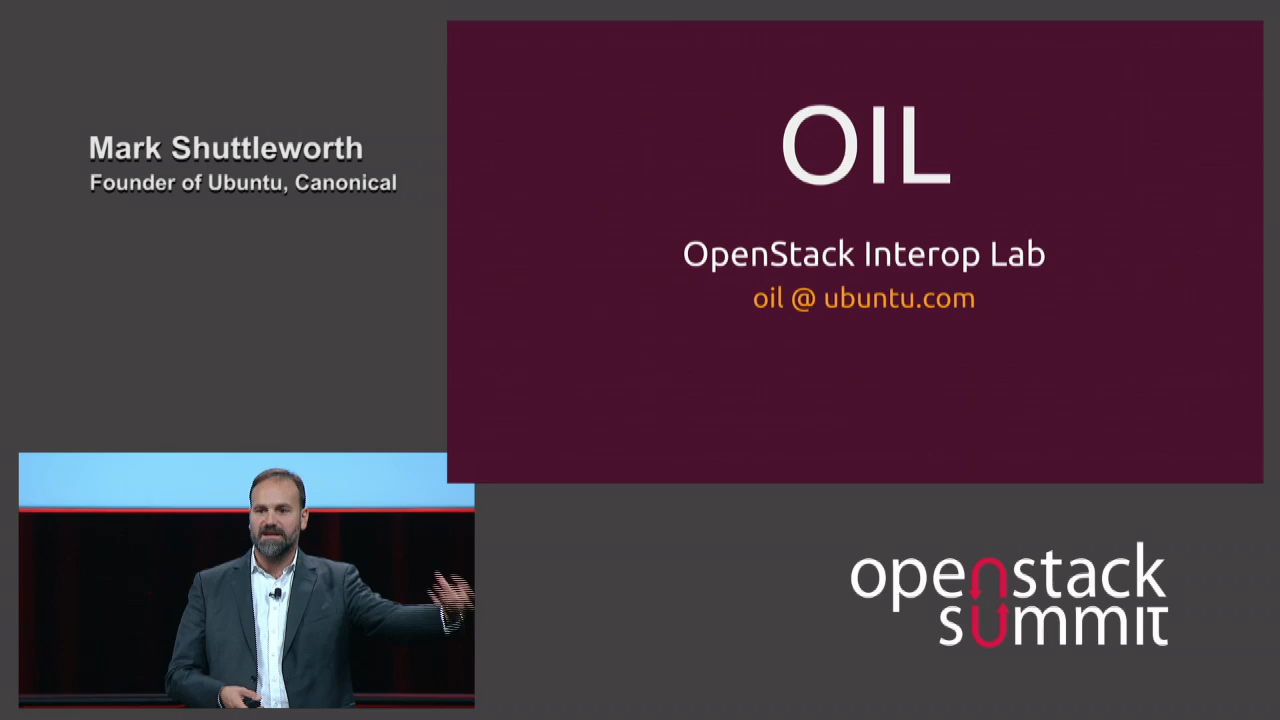 Mark Shuttleworth
Founder of Ubuntu, Canonical
OIL
OpenStack Interop Lab
oil @ ubuntu.com
openstack
summit